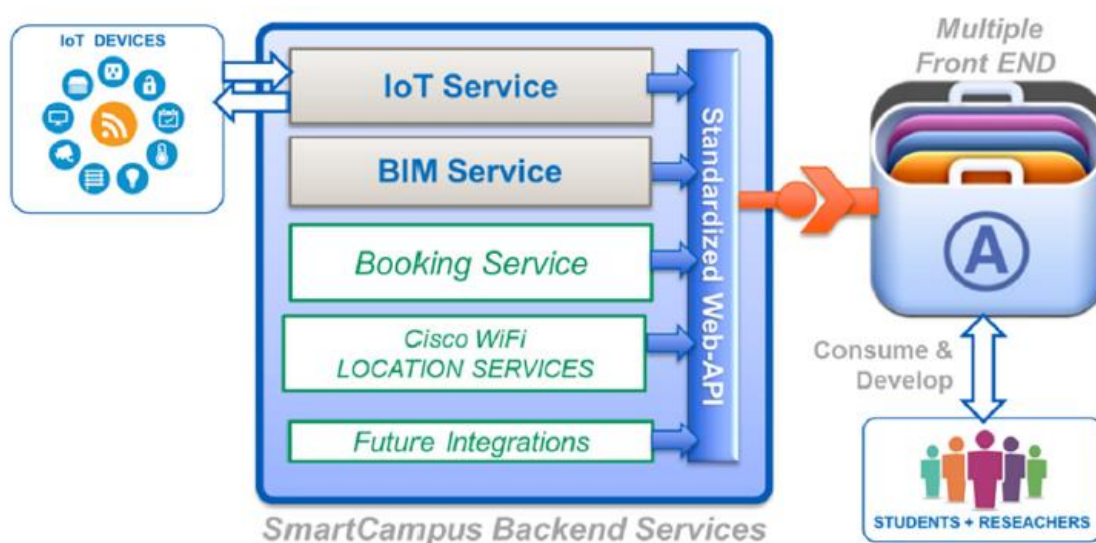 IoT DEVICES
IoT Service
BIM Service
Booking Service
Cisco WiFi
LOCATION SERVICES
Future Integrations
Standardized Web-API
SmartCampus Backend Services
Multiple
Front END
A
Consume &
Develop
STUDENTS + RESEACHERS